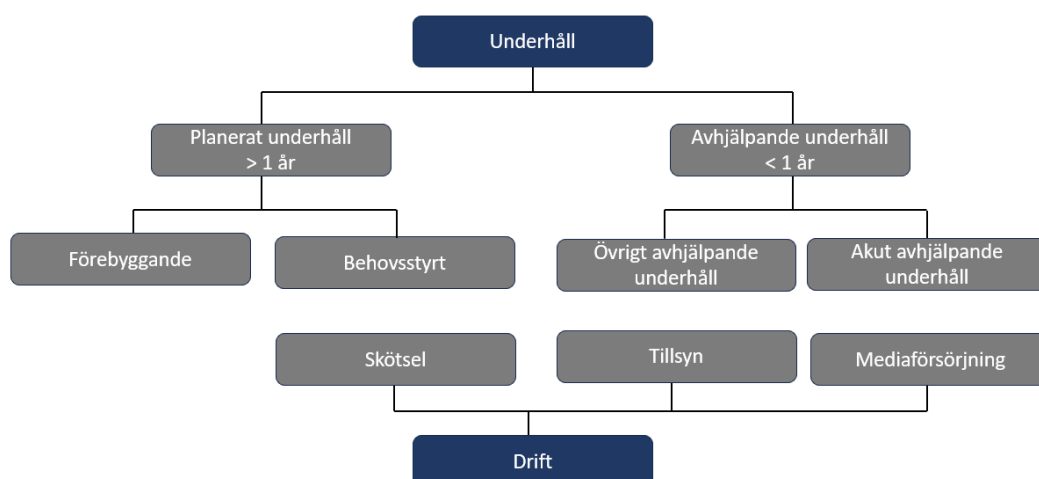 Underhåll
Planerat underhåll
> 1 år
Avhjälpande underhåll
< 1 år
Förebyggande
Behovsstyrt
Övrigt avhjälpande
underhåll
Akut avhjälpande
underhåll
Skötsel
Tillsyn
Mediaförsörjning
Drift